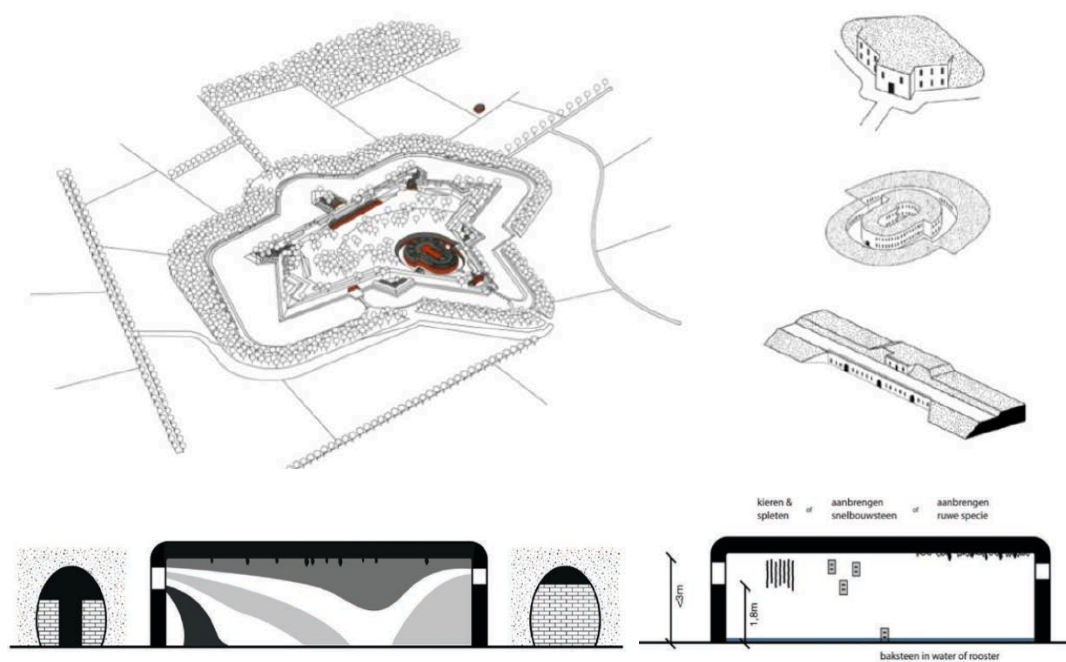 kieren &
spleten
of
aanbrengen
snelbouwsteen
of
aanbrengen
ruwe specie
<3m
1,8m
baksteen in water of rooster